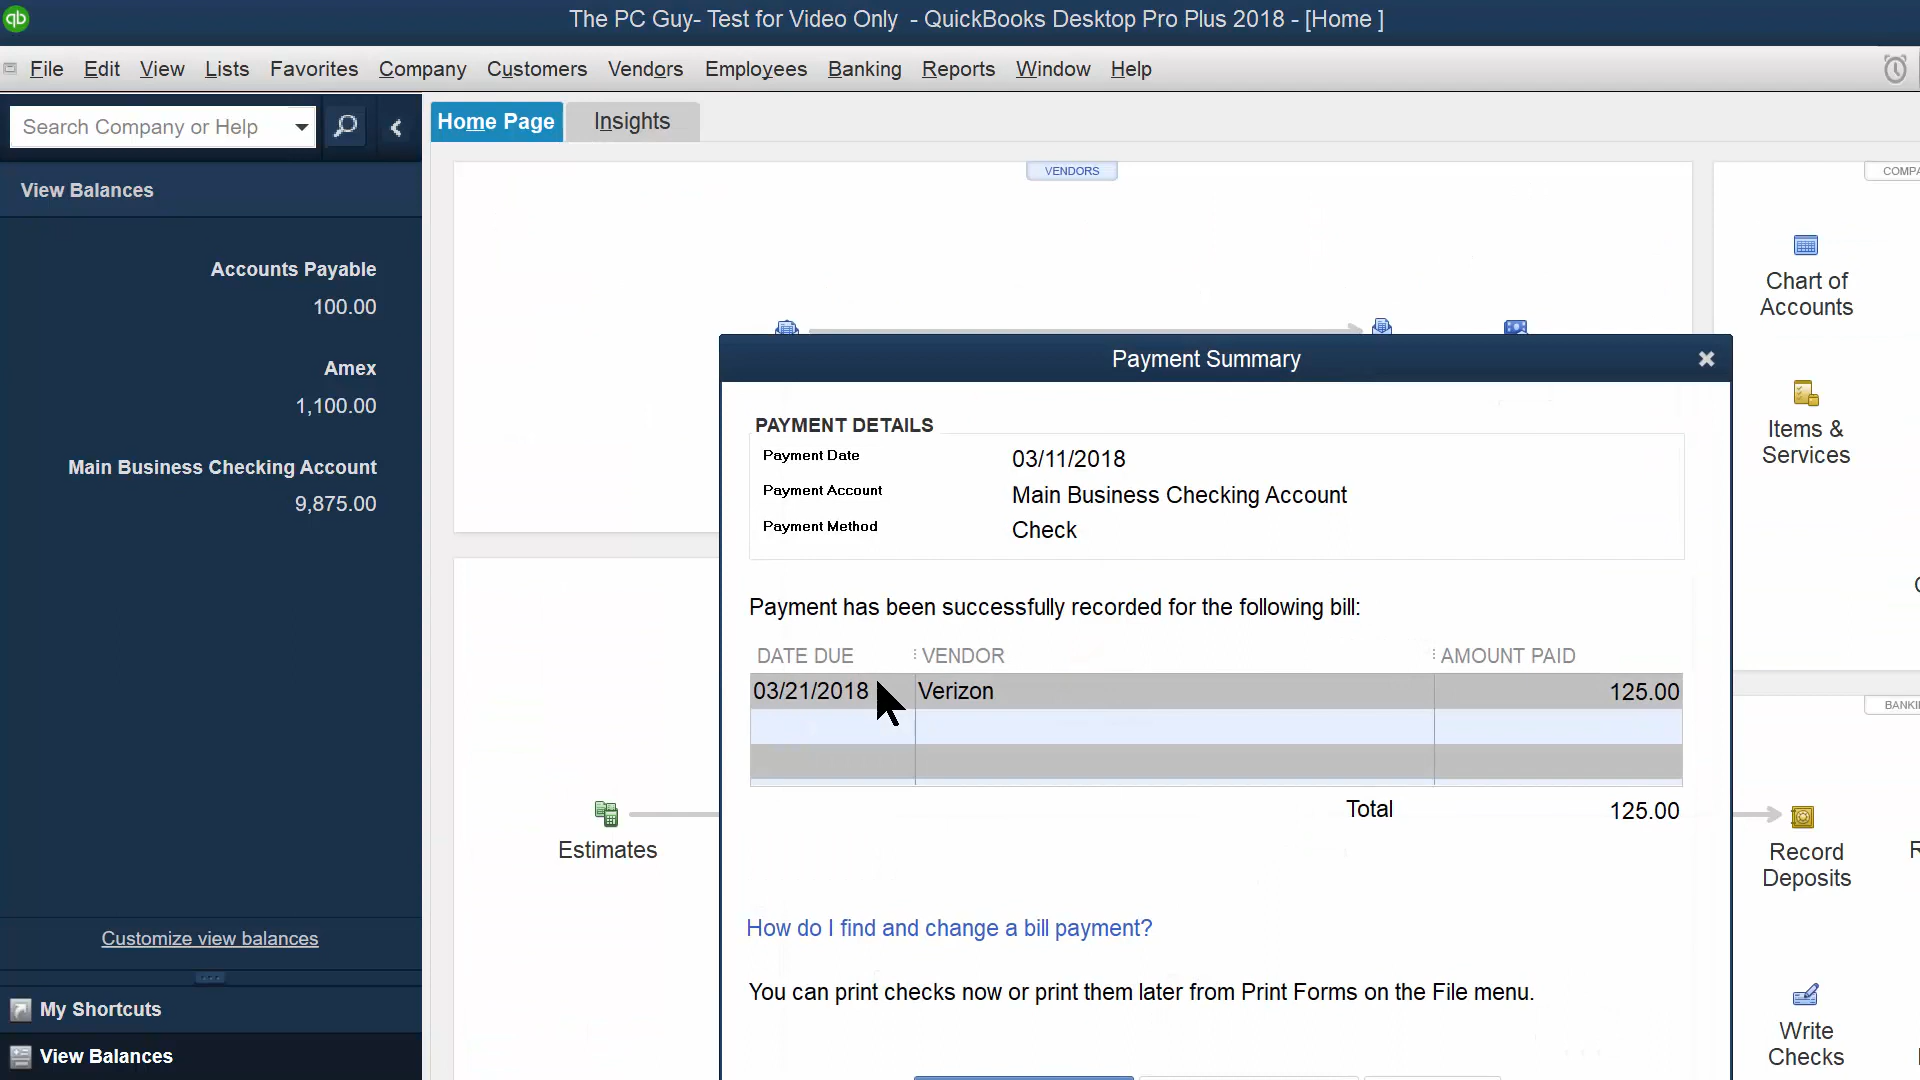 qb
The PC Guy- Test for Video Only - QuickBooks Desktop Pro Plus 2018 - [Home ]
File Edit View Lists Favorites Company Customers Vendors Employees Banking Reports Window Help
Search Company or Help
Home Page Insights
View Balances
Accounts Payable
100.00
Amex
1,100.00
Main Business Checking Account
9,875.00
Customize view balances
My Shortcuts
View Balances
VENDORS
Estimates
Payment Summary
PAYMENT DETAILS
Payment Date 03/11/2018
Payment Account Main Business Checking Account
Payment Method Check
Payment has been successfully recorded for the following bill:
DATE DUE VENDOR AMOUNT PAID
03/21/2018 Verizon 125.00
Total 125.00
How do I find and change a bill payment?
You can print checks now or print them later from Print Forms on the File menu.
COMPA
Chart of
Accounts
Items &
Services
BANKI
Record
Deposits
Write
Checks